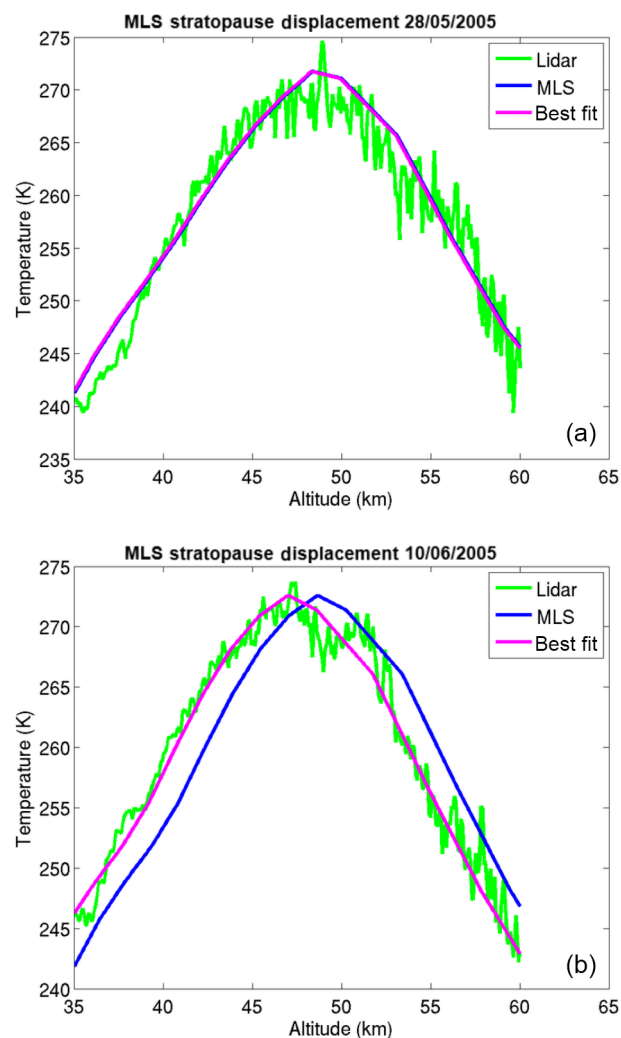 MLS stratopause displacement 28/05/2005
275
270
265
260
255
250
245
240
235
Temperature (K)
Lidar
MLS
Best fit
(a)
35 40 45 50 55 60 65
Altitude (km)
MLS stratopause displacement 10/06/2005
275
270
265
260
255
250
245
240
Temperature (K)
Lidar
MLS
Best fit
(b)
35 40 45 50 55 60 65
Altitude (km)